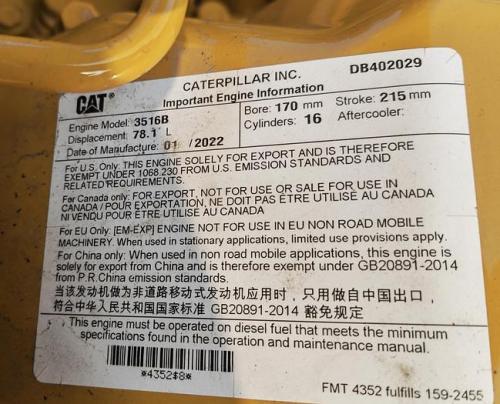 CATERPILLAR INC.
DB402029
CAT
Important Engine Information
Engine Model: 3516B
Bore: 170 mm Stroke: 215 mm
Displacement: 78.1 L
Cylinders: 16 Aftercooler:
Date of Manufacture: 01 / 2022
For U.S. Only: THIS ENGINE SOLELY FOR EXPORT AND IS THEREFORE
EXEMPT UNDER 1068.230 FROM U.S. EMISSION STANDARDS AND
RELATED REQUIREMENTS.
For Canada only: FOR EXPORT, NOT FOR USE OR SALE FOR USE IN
CANADA / POUR EXPORTATION, NE DOIT PAS ÊTRE UTILISÉ AU CANADA
NI VENDU POUR ÊTRE UTILISÉ AU CANADA
For EU Only: [EM-EXP] ENGINE NOT FOR USE IN EU NON ROAD MOBILE
MACHINERY. When used in stationary applications, limited use provisions apply.
For China only: When used in non road mobile applications, this engine is
solely for export from China and is therefore exempt under GB20891-2014
from P.R.China emission standards.
当该发动机做为非道路移动式发动机应用时，只用做自中国出口，
符合中华人民共和国国家标准 GB20891-2014 豁免规定
This engine must be operated on diesel fuel that meets the minimum
specifications found in the operation and maintenance manual.
*4352$8*
FMT 4352 fulfills 159-2455